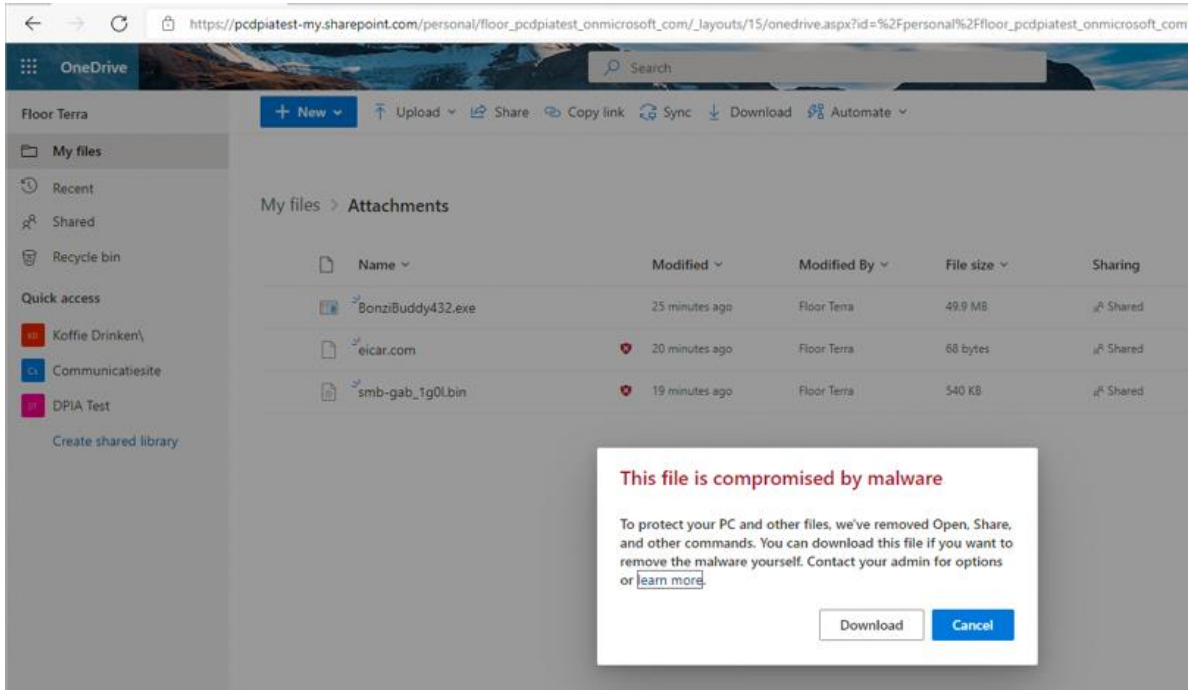 https://pcdpiatest-my.sharepoint.com/personal/floor_pcdpiatest_onmicrosoft_com/_layouts/15/onedrive.aspx?id=%2Fpersonal%2Ffloor_pcdpiatest_onmicrosoft_com
OneDrive
Search
Floor Terra
New Upload Share Copy link Sync Download Automate
My files
Recent
Shared
Recycle bin
Quick access
KD Koffie Drinken\
Cs Communicatiesite
DT DPIA Test
Create shared library
My files > Attachments
Name Modified Modified By File size Sharing
BonziBuddy432.exe 25 minutes ago Floor Terra 49.9 MB Shared
eicar.com 20 minutes ago Floor Terra 68 bytes Shared
smb-gab_1g0l.bin 19 minutes ago Floor Terra 540 KB Shared
This file is compromised by malware
To protect your PC and other files, we've removed Open, Share,
and other commands. You can download this file if you want to
remove the malware yourself. Contact your admin for options
or learn more.
Download Cancel